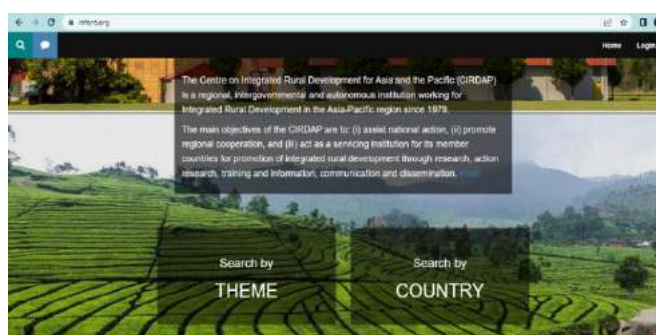 Home Login
The Centre on Integrated Rural Development for Asia and the Pacific (CIRDAP)
is a regional, intergovernmental and autonomous institution working for
Integrated Rural Development in the Asia-Pacific region since 1979.
The main objectives of the CIRDAP are to: (i) assist national action, (ii) promote
regional cooperation, and (iii) act as a servicing institution for its member
countries for promotion of integrated rural development through research, action
research, training and information, communication and dissemination.
Search by
THEME
Search by
COUNTRY